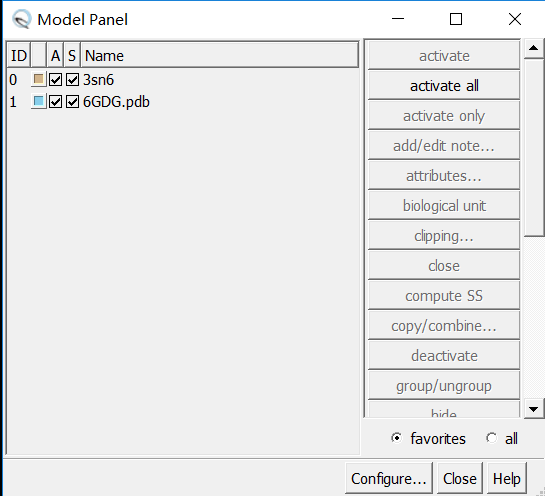 Model Panel
ID A S Name
0 3sn6
1 6GDG.pdb
activate
activate all
activate only
add/edit note...
attributes...
biological unit
clipping...
close
compute SS
copy/combine...
deactivate
group/ungroup
hide
favorites all
Configure... Close Help